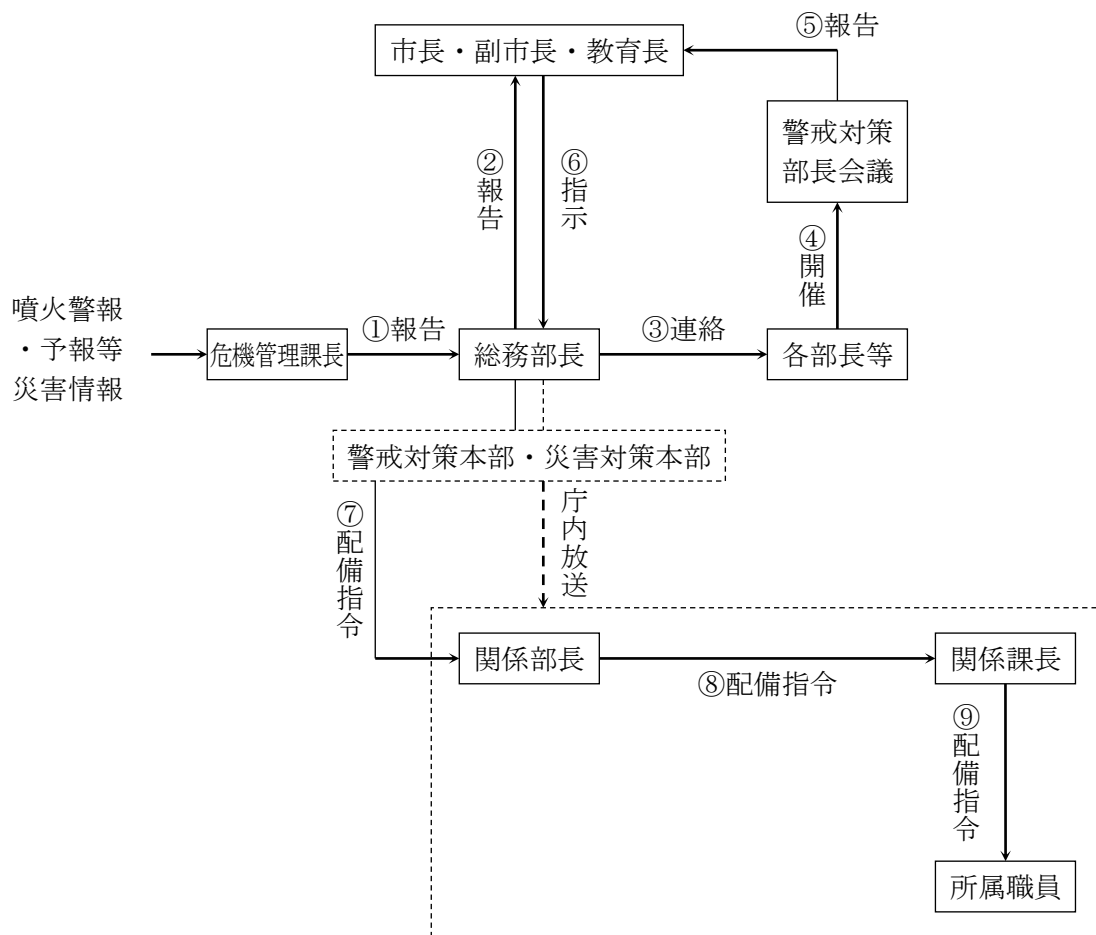 ⑤報告
市長・副市長・教育長
警戒対策
部長会議
②報告
⑥指示
④開催
噴火警報
・予報等
災害情報
危機管理課長
①報告
総務部長
③連絡
各部長等
警戒対策本部・災害対策本部
⑦配備指令
庁内放送
関係部長
⑧配備指令
関係課長
⑨配備指令
所属職員